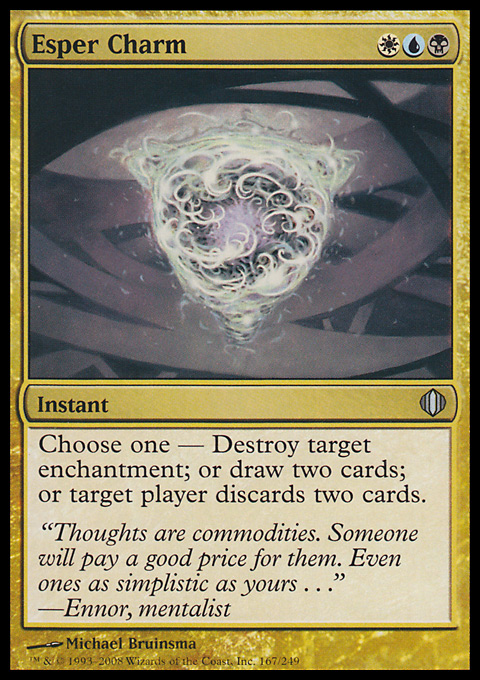 Esper Charm
Instant
Choose one — Destroy target
enchantment; or draw two cards;
or target player discards two cards.
“Thoughts are commodities. Someone
will pay a good price for them. Even
ones as simplistic as yours . . .”
—Ennor, mentalist
Michael Bruinsma
™ & © 1993–2008 Wizards of the Coast, Inc. 167/249